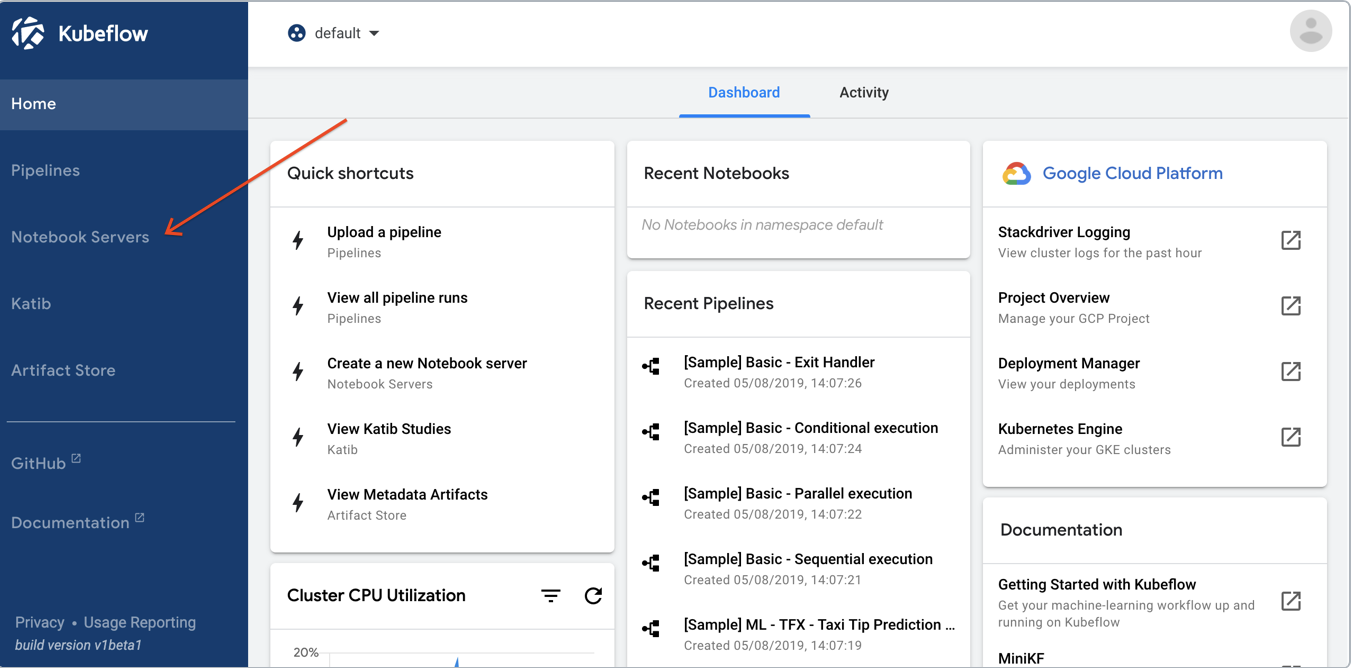 Kubeflow
default
Home
Pipelines
Notebook Servers
Katib
Artifact Store
GitHub
Documentation
Privacy • Usage Reporting
build version v1beta1
Dashboard
Activity
Quick shortcuts
Upload a pipeline
Pipelines
View all pipeline runs
Pipelines
Create a new Notebook server
Notebook Servers
View Katib Studies
Katib
View Metadata Artifacts
Artifact Store
Cluster CPU Utilization
20%
Recent Notebooks
No Notebooks in namespace default
Recent Pipelines
[Sample] Basic - Exit Handler
Created 05/08/2019, 14:07:26
[Sample] Basic - Conditional execution
Created 05/08/2019, 14:07:24
[Sample] Basic - Parallel execution
Created 05/08/2019, 14:07:22
[Sample] Basic - Sequential execution
Created 05/08/2019, 14:07:21
[Sample] ML - TFX - Taxi Tip Prediction ...
Created 05/08/2019, 14:07:19
Google Cloud Platform
Stackdriver Logging
View cluster logs for the past hour
Project Overview
Manage your GCP Project
Deployment Manager
View your deployments
Kubernetes Engine
Administer your GKE clusters
Documentation
Getting Started with Kubeflow
Get your machine-learning workflow up and
running on Kubeflow
MiniKF